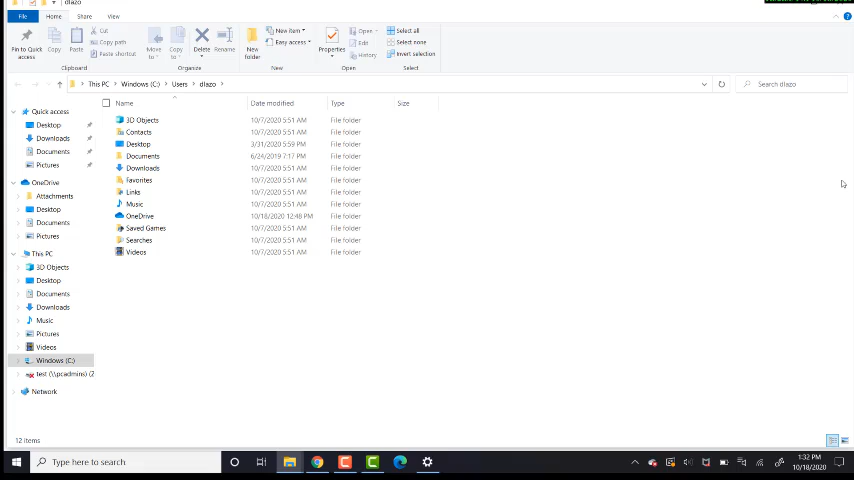 dlazo
File Home Share View
Pin to Quick access Copy Paste Cut Copy path Paste shortcut Move to Copy to Delete Rename New folder New item Easy access Properties Open Edit History Select all Select none Invert selection
Clipboard Organize New Open Select
This PC Windows (C:) Users dlazo Search dlazo
Name Date modified Type Size
Quick access
Desktop
Downloads
Documents
Pictures
OneDrive
Attachments
Desktop
Documents
Pictures
This PC
3D Objects
Desktop
Documents
Downloads
Music
Pictures
Videos
Windows (C:)
test (\\pcadmins) (Z
Network
3D Objects 10/7/2020 5:51 AM File folder
Contacts 10/7/2020 5:51 AM File folder
Desktop 3/31/2020 5:59 PM File folder
Documents 6/24/2019 7:17 PM File folder
Downloads 10/7/2020 5:51 AM File folder
Favorites 10/7/2020 5:51 AM File folder
Links 10/7/2020 5:51 AM File folder
Music 10/7/2020 5:51 AM File folder
OneDrive 10/18/2020 12:48 PM File folder
Saved Games 10/7/2020 5:51 AM File folder
Searches 10/7/2020 5:51 AM File folder
Videos 10/7/2020 5:51 AM File folder
12 items
Type here to search
1:32 PM
10/18/2020